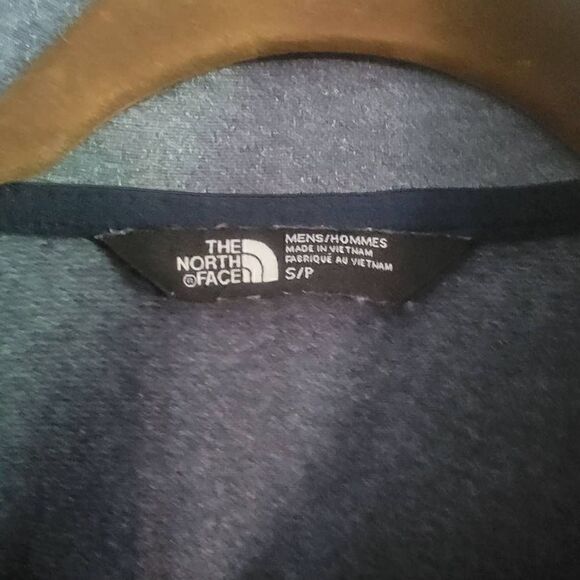 THE
NORTH
®FACE
MENS/HOMMES
MADE IN VIETNAM
FABRIQUÉ AU VIETNAM
S/P